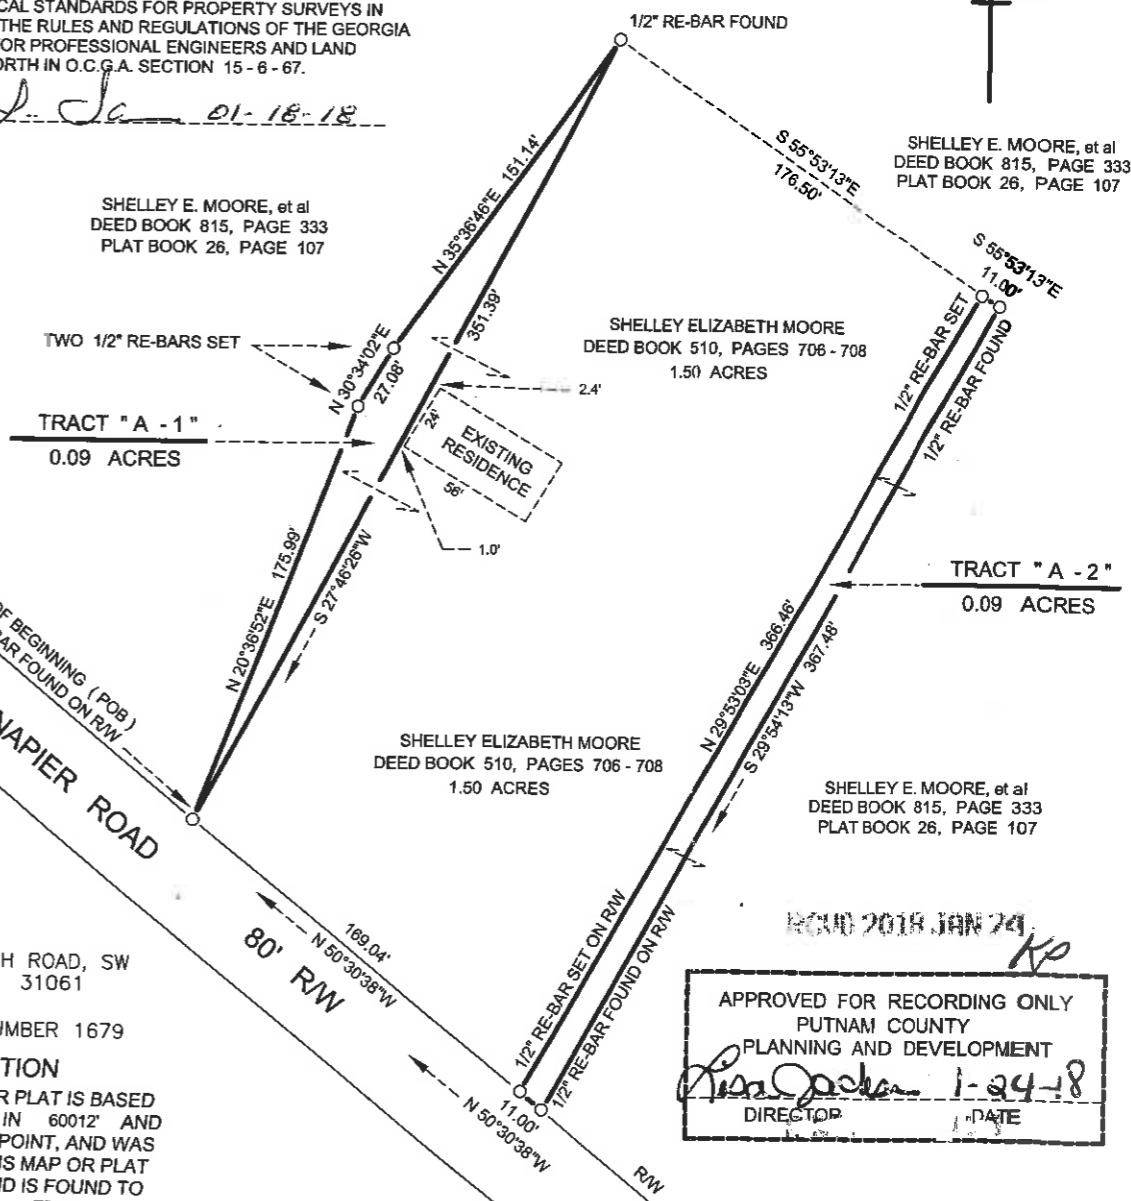 CAL STANDARDS FOR PROPERTY SURVEYS IN
THE RULES AND REGULATIONS OF THE GEORGIA
FOR PROFESSIONAL ENGINEERS AND LAND
ORTH IN O.C.G.A. SECTION 15-6-67.
01-18-18
1/2" RE-BAR FOUND
S 55°53'13"E
176.50'
SHELLEY E. MOORE, et al
DEED BOOK 815, PAGE 333
PLAT BOOK 26, PAGE 107
SHELLEY E. MOORE, et al
DEED BOOK 815, PAGE 333
PLAT BOOK 26, PAGE 107
N 35°36'46"E 151.14'
351.39'
S 55°53'13"E
11.00'
TWO 1/2" RE-BARS SET
N 30°34'02"E
27.08'
SHELLEY ELIZABETH MOORE
DEED BOOK 510, PAGES 706-708
1.50 ACRES
1/2" RE-BAR SET
1/2" RE-BAR FOUND
2.4'
TRACT "A -1"
0.09 ACRES
24'
EXISTING
RESIDENCE
56'
1.0'
N 20°36'52"E 175.99'
S 27°46'26"W
TRACT "A -2"
0.09 ACRES
OF BEGINNING (POB)
BAR FOUND ON R/W
NAPIER ROAD
N 29°53'03"E 366.46'
S 29°54'13"W 367.48'
SHELLEY ELIZABETH MOORE
DEED BOOK 510, PAGES 706-708
1.50 ACRES
SHELLEY E. MOORE, et al
DEED BOOK 815, PAGE 333
PLAT BOOK 26, PAGE 107
169.04'
N 50°30'38"W
80' R/W
1/2" RE-BAR SET ON R/W
1/2" RE-BAR FOUND ON R/W
11.00'
N 50°30'38"W
R/W
RCVD 2018 JAN 24
KP
APPROVED FOR RECORDING ONLY
PUTNAM COUNTY
PLANNING AND DEVELOPMENT
Lisa Jackson 1-24-18
DIRECTOR DATE
H ROAD, SW
31061
UMBER 1679
TION
R PLAT IS BASED
IN 60012' AND
POINT, AND WAS
IS MAP OR PLAT
ND IS FOUND TO